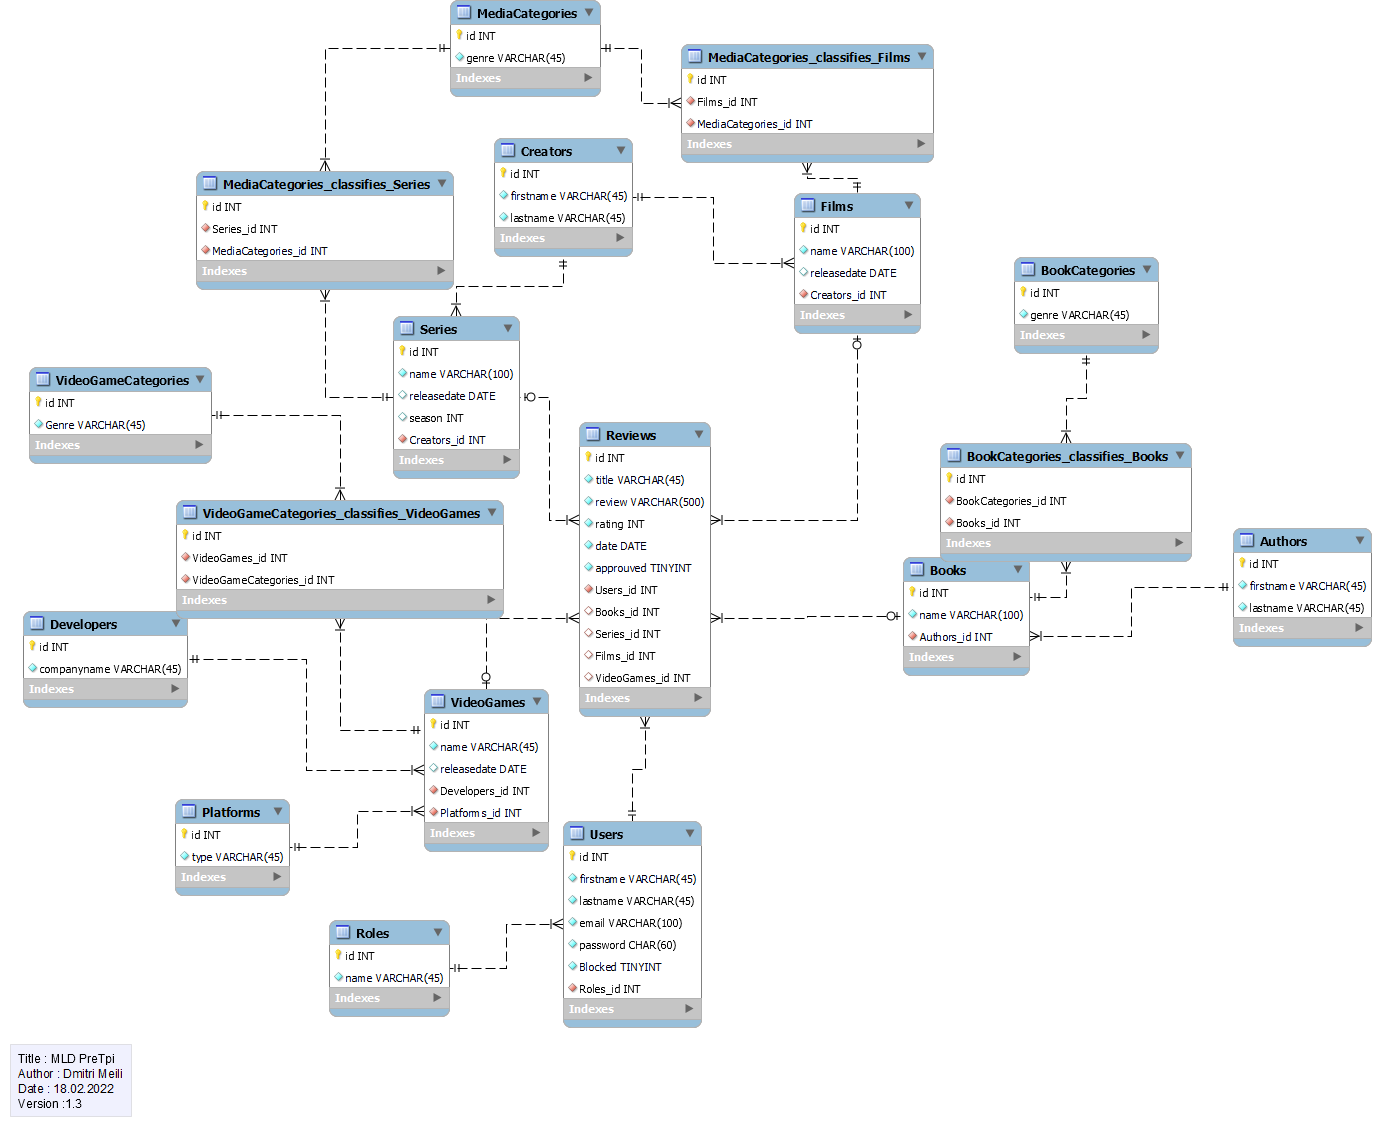 MediaCategories
id INT
genre VARCHAR(45)
Indexes
MediaCategories_classifies_Films
id INT
Films_id INT
MediaCategories_id INT
Indexes
Creators
id INT
firstname VARCHAR(45)
lastname VARCHAR(45)
Indexes
MediaCategories_classifies_Series
id INT
Series_id INT
MediaCategories_id INT
Indexes
Films
id INT
name VARCHAR(100)
releasedate DATE
Creators_id INT
Indexes
BookCategories
id INT
genre VARCHAR(45)
Indexes
Series
id INT
name VARCHAR(100)
releasedate DATE
season INT
Creators_id INT
Indexes
VideoGameCategories
id INT
Genre VARCHAR(45)
Indexes
Reviews
id INT
title VARCHAR(45)
review VARCHAR(500)
rating INT
date DATE
approuved TINYINT
Users_id INT
Books_id INT
Series_id INT
Films_id INT
VideoGames_id INT
Indexes
BookCategories_classifies_Books
id INT
BookCategories_id INT
Books_id INT
Indexes
VideoGameCategories_classifies_VideoGames
id INT
VideoGames_id INT
VideoGameCategories_id INT
Indexes
Authors
id INT
firstname VARCHAR(45)
lastname VARCHAR(45)
Indexes
Books
id INT
name VARCHAR(100)
Authors_id INT
Indexes
Developers
id INT
companyname VARCHAR(45)
Indexes
VideoGames
id INT
name VARCHAR(45)
releasedate DATE
Developers_id INT
Platforms_id INT
Indexes
Platforms
id INT
type VARCHAR(45)
Indexes
Users
id INT
firstname VARCHAR(45)
lastname VARCHAR(45)
email VARCHAR(100)
password CHAR(60)
Blocked TINYINT
Roles_id INT
Indexes
Roles
id INT
name VARCHAR(45)
Indexes
Title : MLD PreTpi
Author : Dmitri Meili
Date : 18.02.2022
Version :1.3